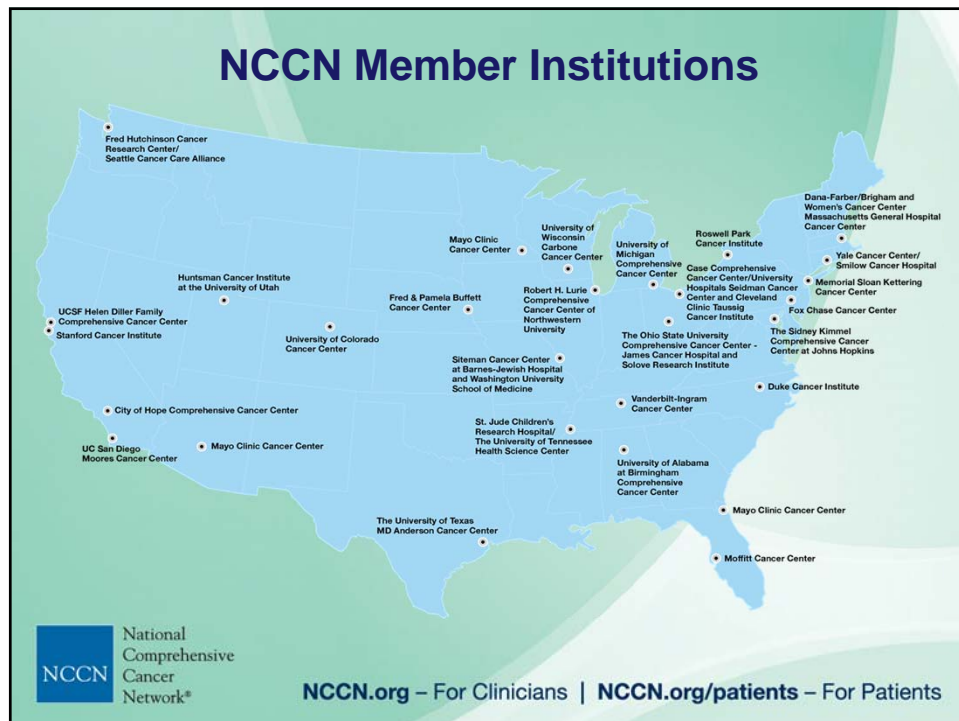 NCCN Member Institutions
Fred Hutchinson Cancer
Research Center/
Seattle Cancer Care Alliance
Dana-Farber/Brigham and
Women's Cancer Center
Massachusetts General Hospital
Cancer Center
Mayo Clinic
Cancer Center
University of
Wisconsin
Carbone
Cancer Center
University of
Michigan
Comprehensive
Cancer Center
Roswell Park
Cancer Institute
Yale Cancer Center/
Smilow Cancer Hospital
Memorial Sloan Kettering
Cancer Center
Fox Chase Cancer Center
Case Comprehensive
Cancer Center/University
Hospitals Seidman Cancer
Center and Cleveland
Clinic Taussig
Cancer Institute
Huntsman Cancer Institute
at the University of Utah
Fred & Pamela Buffett
Cancer Center
Robert H. Lurie
Comprehensive
Cancer Center of
Northwestern
University
UCSF Helen Diller Family
Comprehensive Cancer Center
Stanford Cancer Institute
University of Colorado
Cancer Center
The Ohio State University
Comprehensive Cancer Center -
James Cancer Hospital and
Solove Research Institute
The Sidney Kimmel
Comprehensive Cancer
Center at Johns Hopkins
Siteman Cancer Center
at Barnes-Jewish Hospital
and Washington University
School of Medicine
Duke Cancer Institute
Vanderbilt-Ingram
Cancer Center
City of Hope Comprehensive Cancer Center
UC San Diego
Moores Cancer Center
Mayo Clinic Cancer Center
St. Jude Children's
Research Hospital/
The University of Tennessee
Health Science Center
University of Alabama
at Birmingham
Comprehensive
Cancer Center
Mayo Clinic Cancer Center
The University of Texas
MD Anderson Cancer Center
Moffitt Cancer Center
NCCN
National
Comprehensive
Cancer
Network®
NCCN.org – For Clinicians | NCCN.org/patients – For Patients